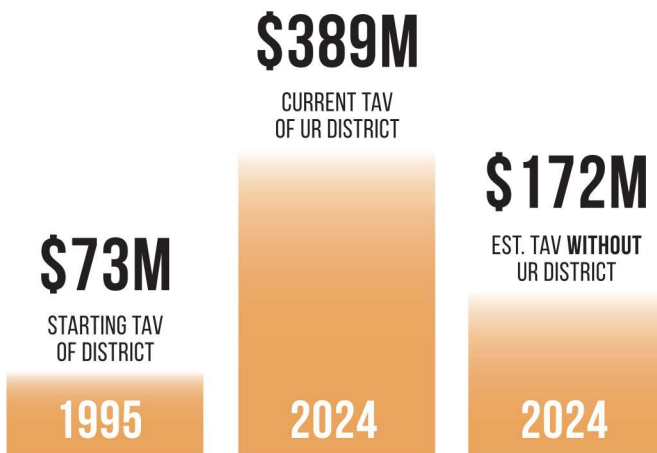 $73M
STARTING TAV
OF DISTRICT
1995
$389M
CURRENT TAV
OF UR DISTRICT
2024
$172M
EST. TAV WITHOUT
UR DISTRICT
2024